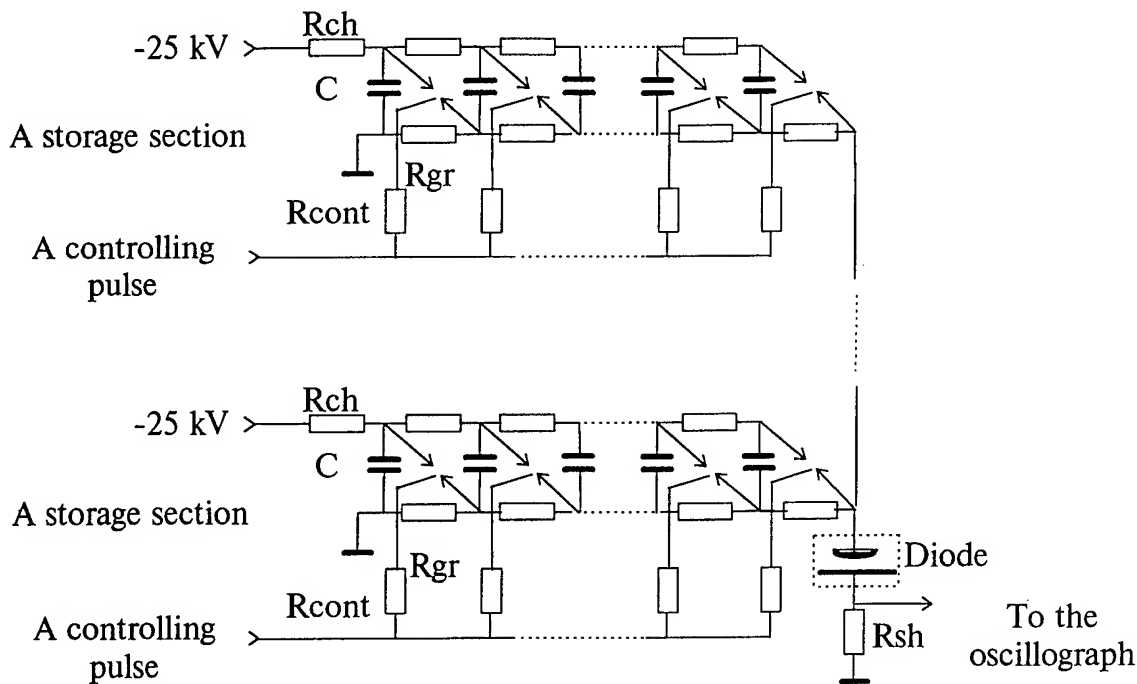 Rch
-25 kV
C
A storage section
Rgr
Rcont
A controlling
pulse
Rch
-25 kV
C
A storage section
Rgr
Diode
Rcont
A controlling
pulse
Rsh
To the
oscillograph